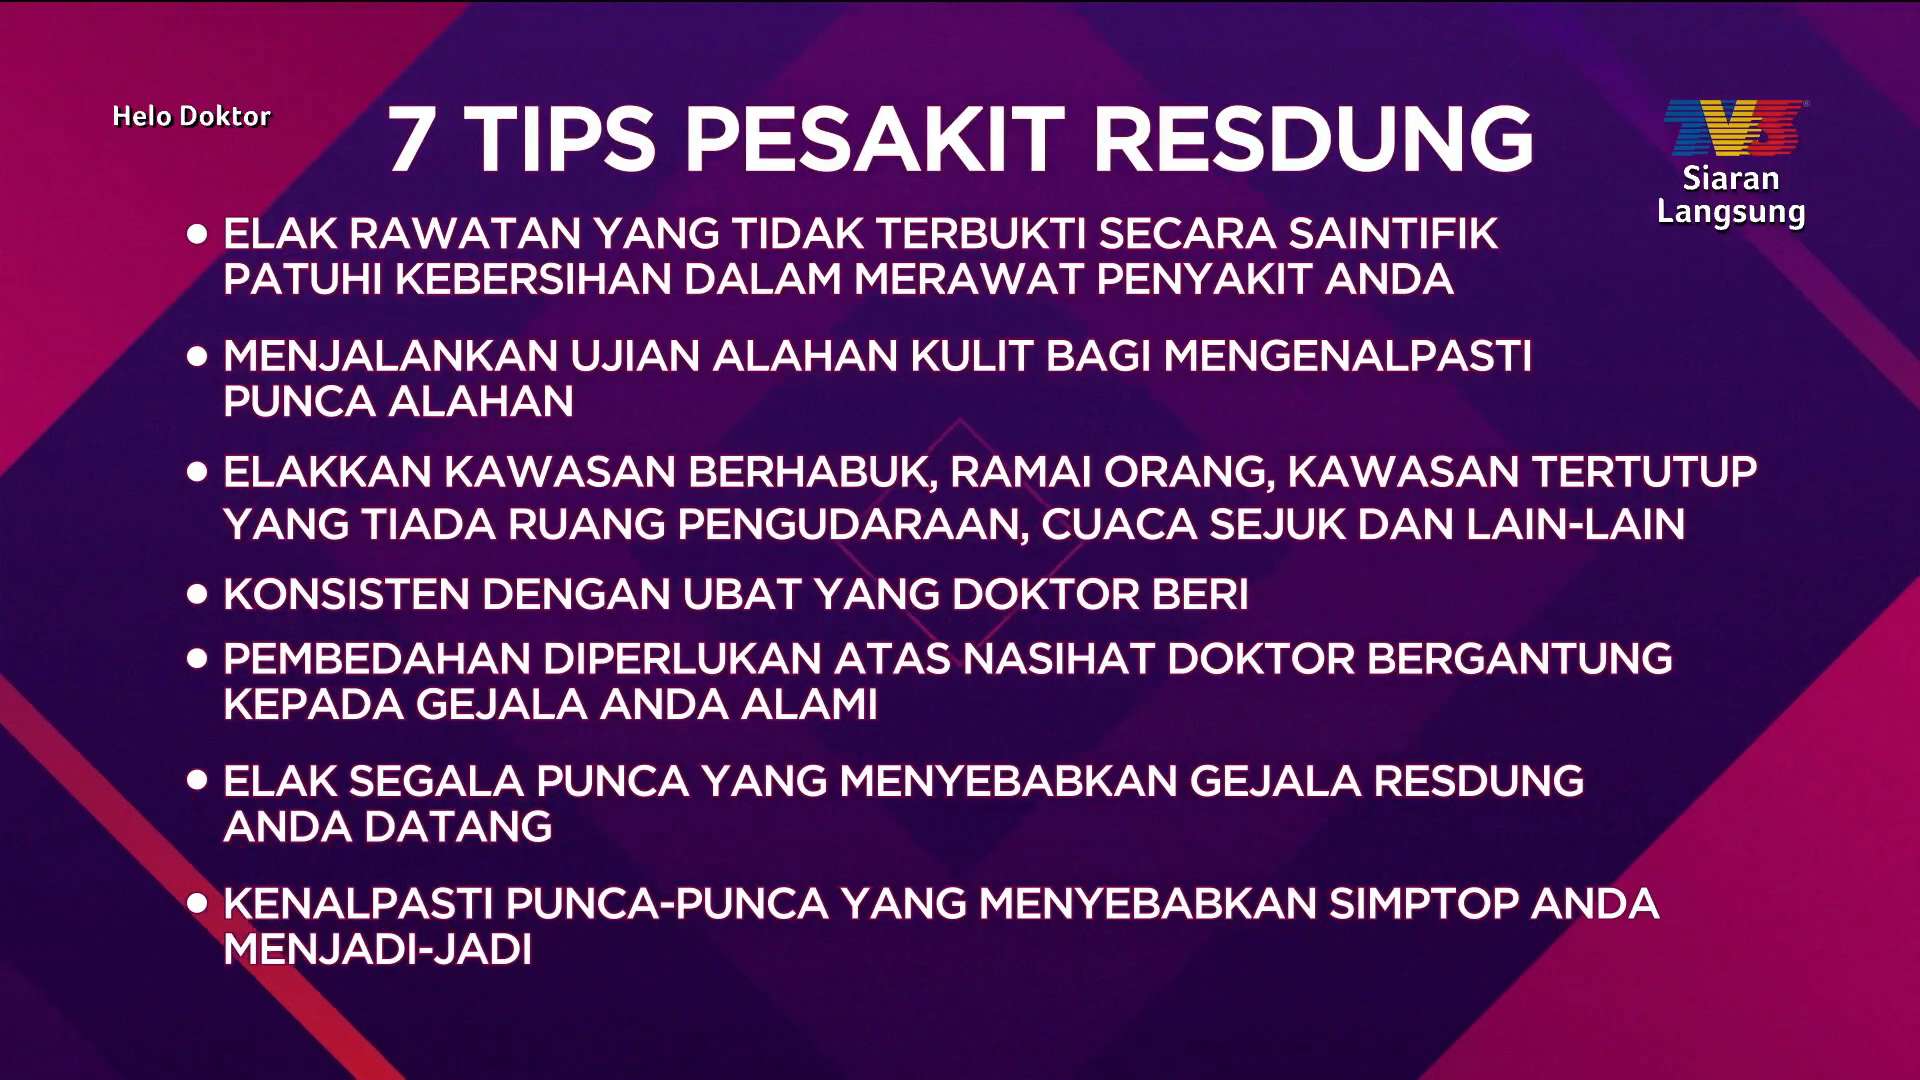 Helo Doktor
7 TIPS PESAKIT RESDUNG
TV3
Siaran
Langsung
• ELAK RAWATAN YANG TIDAK TERBUKTI SECARA SAINTIFIK
PATUHI KEBERSIHAN DALAM MERAWAT PENYAKIT ANDA
• MENJALANKAN UJIAN ALAHAN KULIT BAGI MENGENALPASTI
PUNCA ALAHAN
• ELAKKAN KAWASAN BERHABUK, RAMAI ORANG, KAWASAN TERTUTUP
YANG TIADA RUANG PENGUDARAAN, CUACA SEJUK DAN LAIN-LAIN
• KONSISTEN DENGAN UBAT YANG DOKTOR BERI
• PEMBEDAHAN DIPERLUKAN ATAS NASIHAT DOKTOR BERGANTUNG
KEPADA GEJALA ANDA ALAMI
• ELAK SEGALA PUNCA YANG MENYEBABKAN GEJALA RESDUNG
ANDA DATANG
• KENALPASTI PUNCA-PUNCA YANG MENYEBABKAN SIMPTOP ANDA
MENJADI-JADI